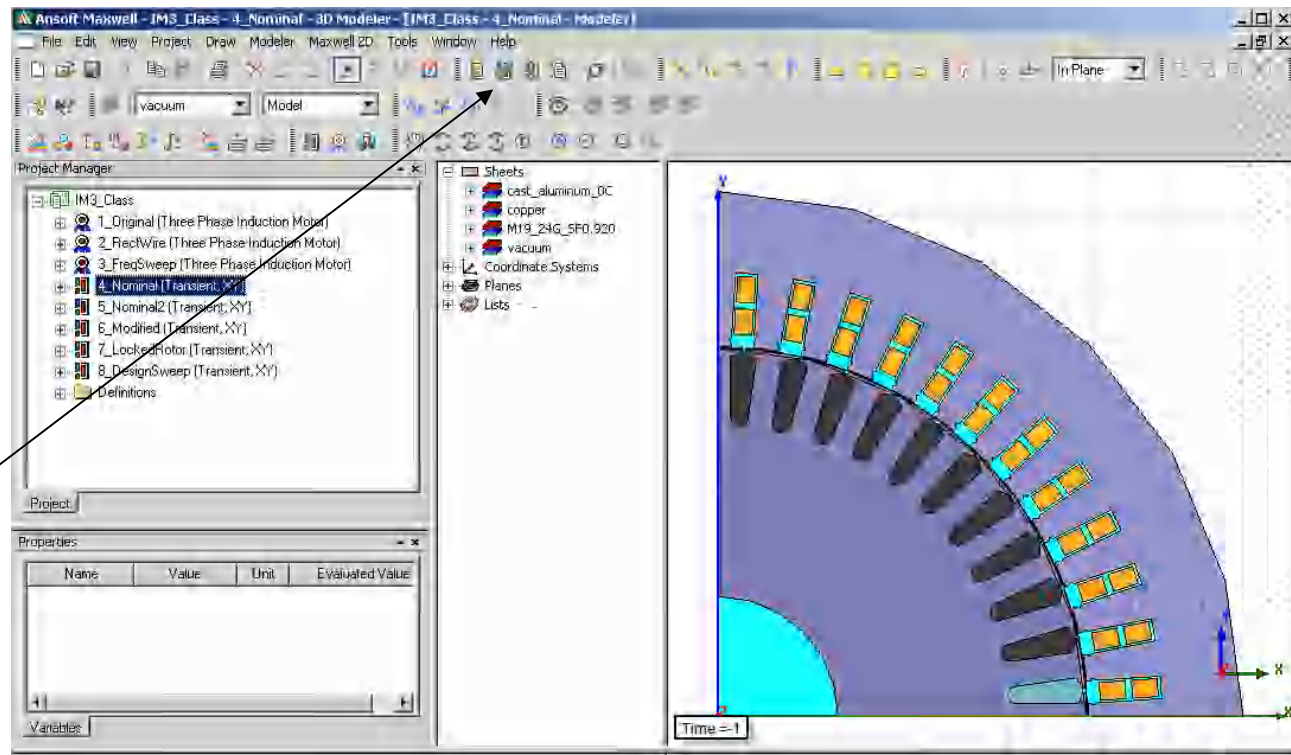 Ansoft Maxwell - IM3_Class - 4_Nominal - 3D Modeler - [IM3_Class - 4_Nominal - Modeler]
File Edit View Project Draw Modeler Maxwell 2D Tools Window Help
In Plane
vacuum Model
Project Manager
IM3_Class
1_Original (Three Phase Induction Motor)
2_RectWire (Three Phase Induction Motor)
3_FreqSweep (Three Phase Induction Motor)
4_Nominal (Transient, XY)
5_Nominal2 (Transient, XY)
6_Modified (Transient, XY)
7_LockedRotor (Transient, XY)
8_DesignSweep (Transient, XY)
Definitions
Project
Properties
Name Value Unit Evaluated Value
Variables
Sheets
cast_aluminum_0C
copper
M19_24G_SF0.920
vacuum
Coordinate Systems
Planes
Lists
Y
X
X
Time =-1